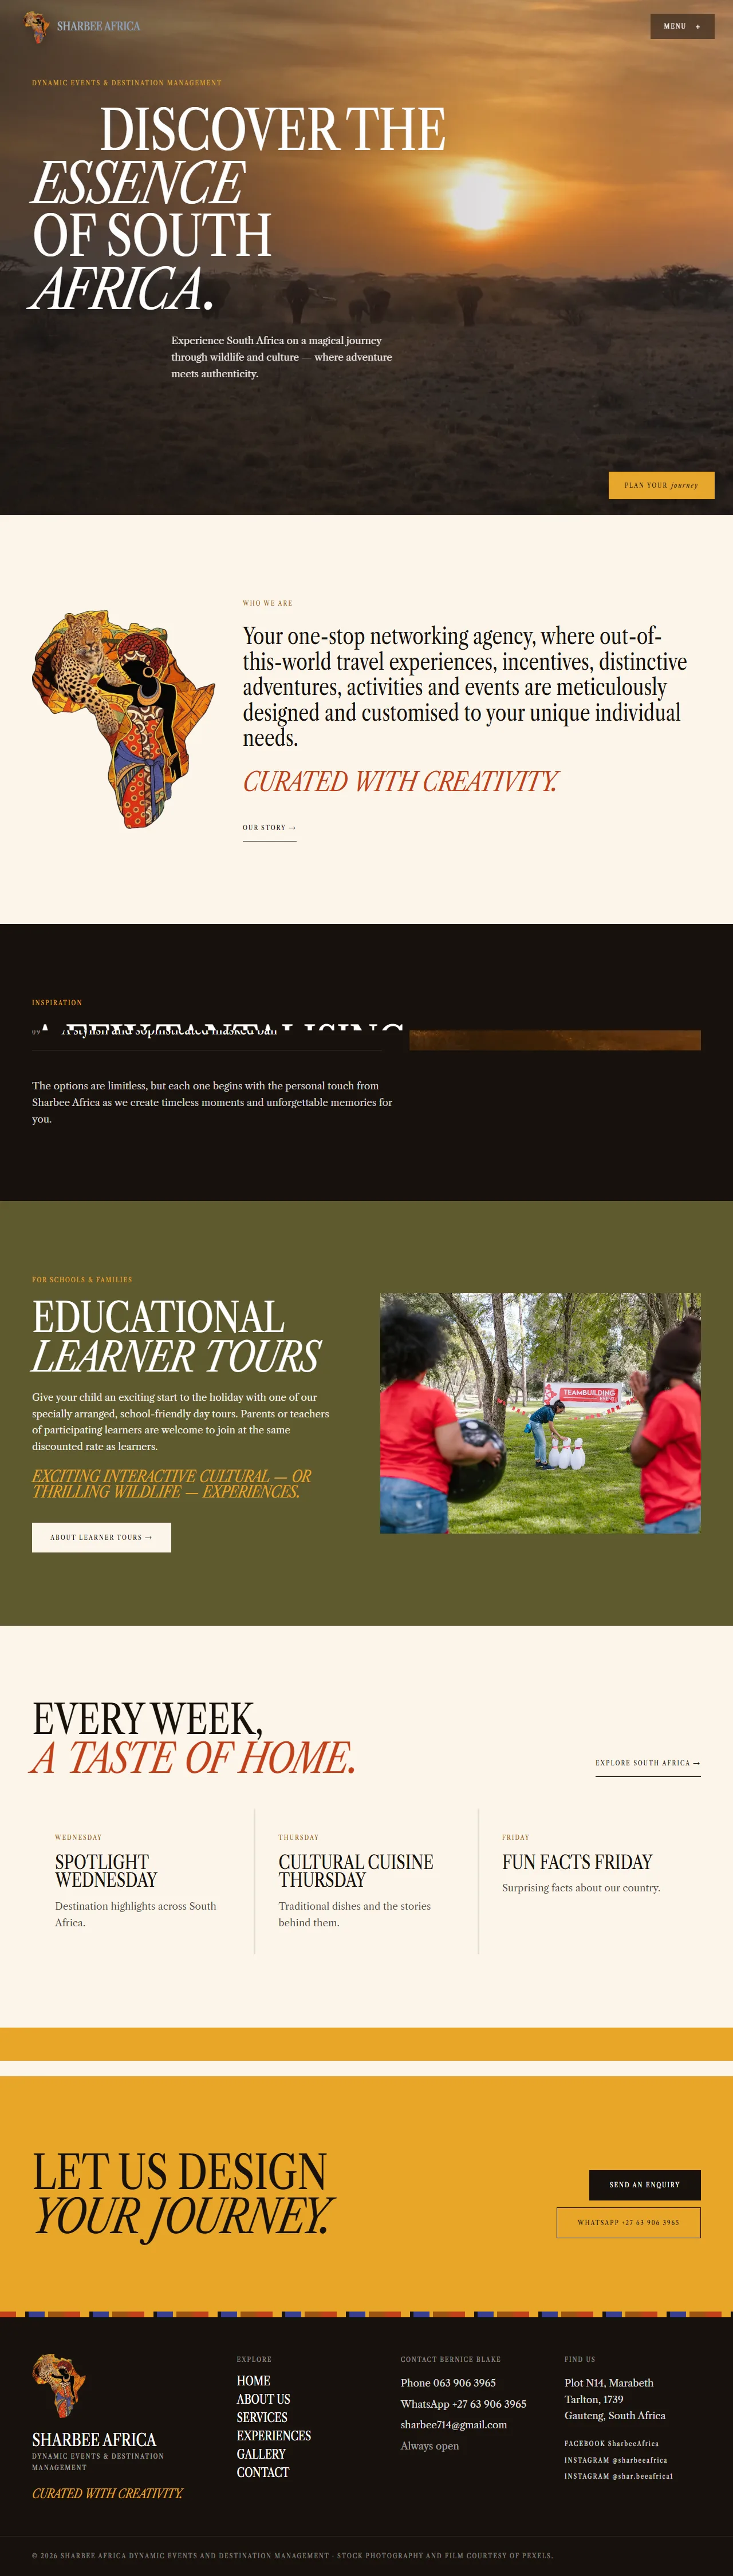 SHARBEE AFRICA
MENU +
DYNAMIC EVENTS & DESTINATION MANAGEMENT
DISCOVER THE
ESSENCE
OF SOUTH
AFRICA.
Experience South Africa on a magical journey
through wildlife and culture — where adventure
meets authenticity.
PLAN YOUR journey
WHO WE ARE
Your one-stop networking agency, where out-of-
this-world travel experiences, incentives, distinctive
adventures, activities and events are meticulously
designed and customised to your unique individual
needs.
CURATED WITH CREATIVITY.
OUR STORY →
INSPIRATION
A FEW TANTALISING
09 A stylish and sophisticated masked ball
The options are limitless, but each one begins with the personal touch from
Sharbee Africa as we create timeless moments and unforgettable memories for
you.
FOR SCHOOLS & FAMILIES
EDUCATIONAL
LEARNER TOURS
Give your child an exciting start to the holiday with one of our
specially arranged, school-friendly day tours. Parents or teachers
of participating learners are welcome to join at the same
discounted rate as learners.
EXCITING INTERACTIVE CULTURAL — OR
THRILLING WILDLIFE — EXPERIENCES.
ABOUT LEARNER TOURS →
TEAMBUILDING
EVERY WEEK,
A TASTE OF HOME.
EXPLORE SOUTH AFRICA →
WEDNESDAY
SPOTLIGHT
WEDNESDAY
Destination highlights across South
Africa.
THURSDAY
CULTURAL CUISINE
THURSDAY
Traditional dishes and the stories
behind them.
FRIDAY
FUN FACTS FRIDAY
Surprising facts about our country.
LET US DESIGN
YOUR JOURNEY.
SEND AN ENQUIRY
WHATSAPP +27 63 906 3965
SHARBEE AFRICA
DYNAMIC EVENTS & DESTINATION
MANAGEMENT
CURATED WITH CREATIVITY.
EXPLORE
HOME
ABOUT US
SERVICES
EXPERIENCES
GALLERY
CONTACT
CONTACT BERNICE BLAKE
Phone 063 906 3965
WhatsApp +27 63 906 3965
sharbee714@gmail.com
Always open
FIND US
Plot N14, Marabeth
Tarlton, 1739
Gauteng, South Africa
FACEBOOK SharbeeAfrica
INSTAGRAM @sharbeeafrica
INSTAGRAM @shar.beeafrica1
© 2026 SHARBEE AFRICA DYNAMIC EVENTS AND DESTINATION MANAGEMENT · STOCK PHOTOGRAPHY AND FILM COURTESY OF PEXELS.